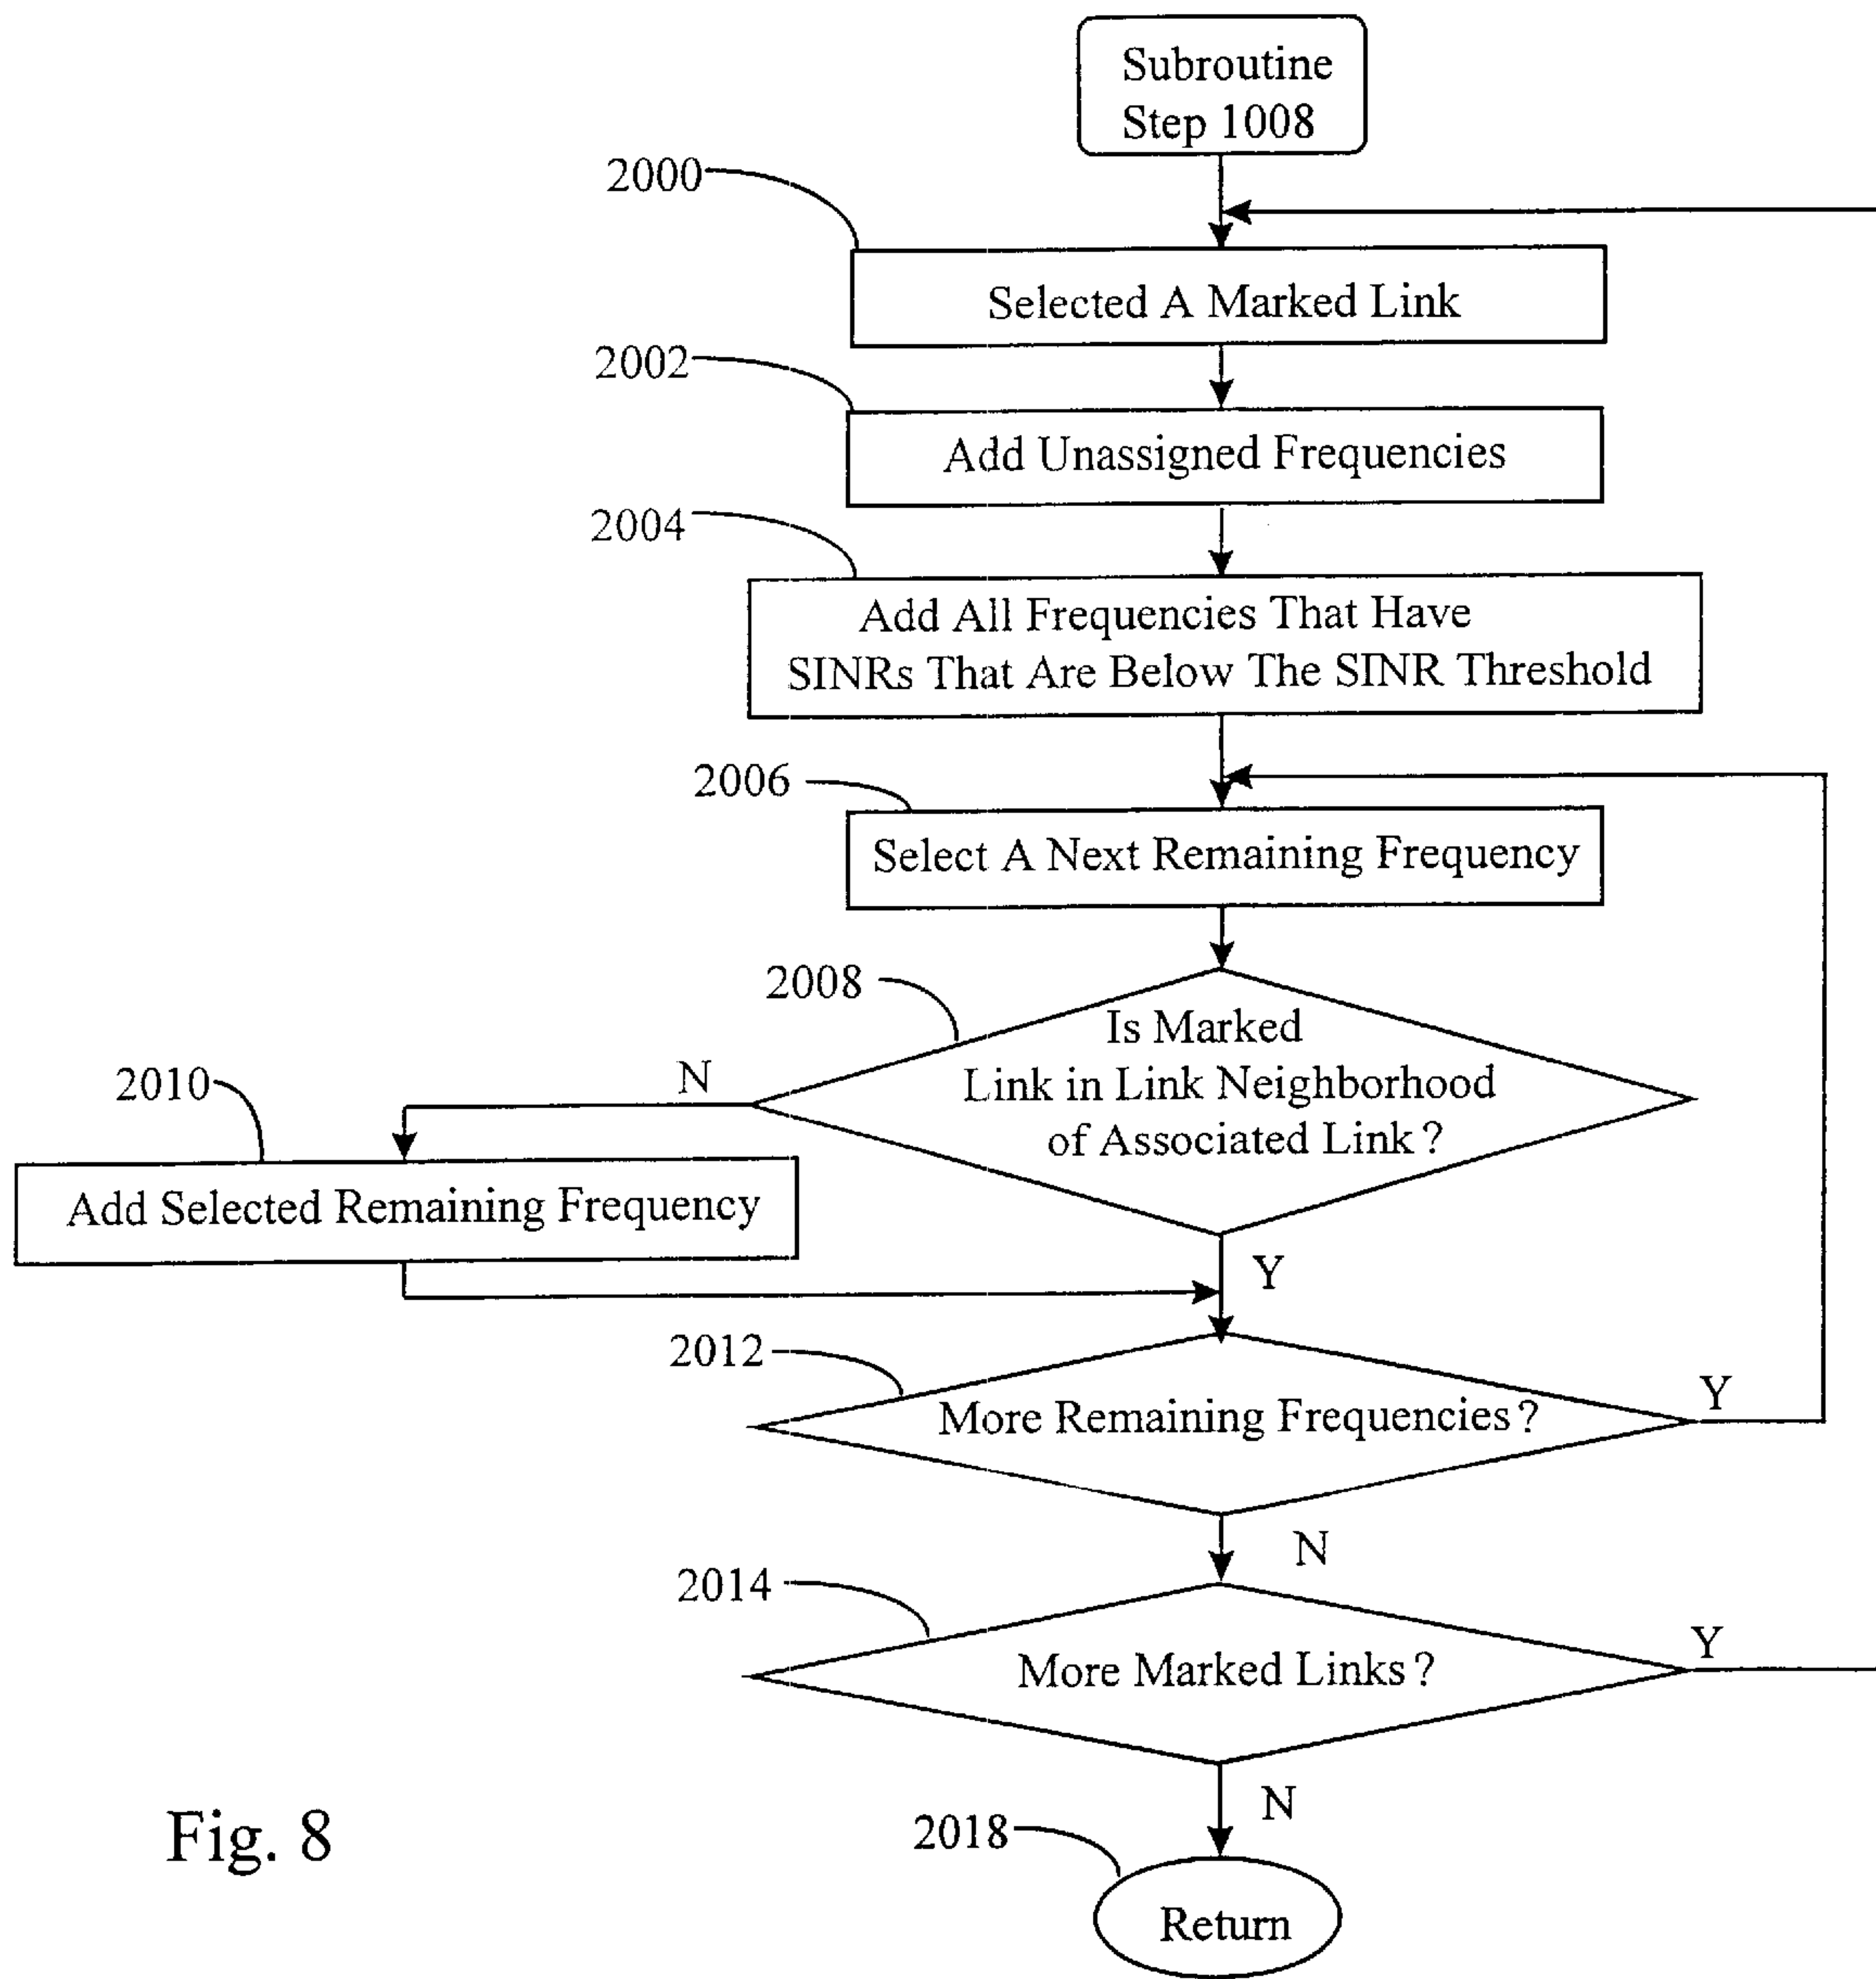 Subroutine
Step 1008
2000
Selected A Marked Link
2002
Add Unassigned Frequencies
2004
Add All Frequencies That Have
SINRs That Are Below The SINR Threshold
2006
Select A Next Remaining Frequency
2008
Is Marked
Link in Link Neighborhood
of Associated Link?
N
2010
Add Selected Remaining Frequency
Y
2012
More Remaining Frequencies?
Y
N
2014
More Marked Links?
Y
N
2018
Return
Fig. 8